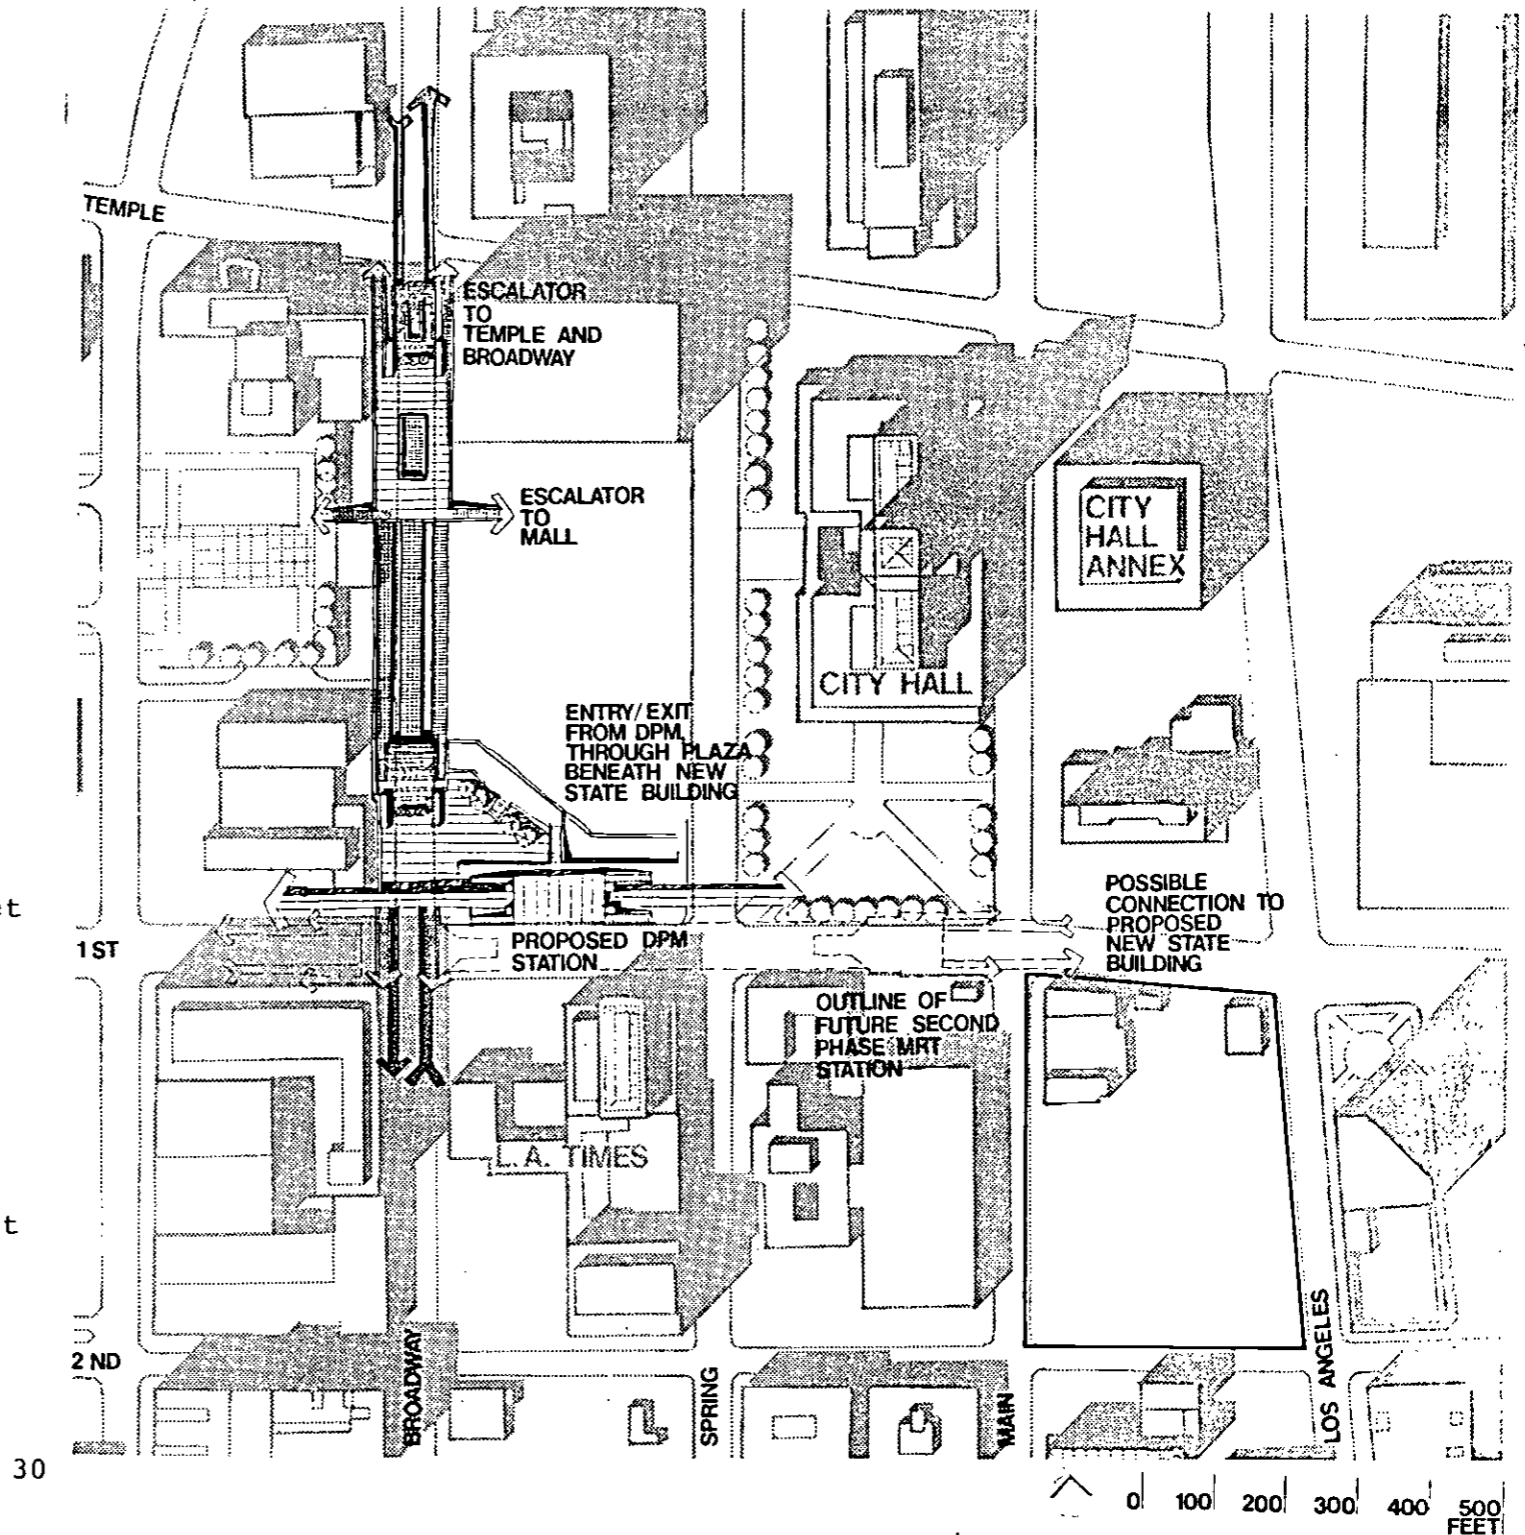 TEMPLE
ESCALATOR
TO
TEMPLE AND
BROADWAY
ESCALATOR
TO
MALL
CITY
HALL
ANNEX
CITY HALL
ENTRY/EXIT
FROM DPM,
THROUGH PLAZA
BENEATH NEW
STATE BUILDING
et
1 ST
PROPOSED DPM
STATION
POSSIBLE
CONNECTION TO
PROPOSED
NEW STATE
BUILDING
OUTLINE OF
FUTURE SECOND
PHASE MRT
STATION
L. A. TIMES
t
2 ND
BROADWAY
SPRING
MAIN
LOS ANGELES
30
0 100 200 300 400 500
FEET